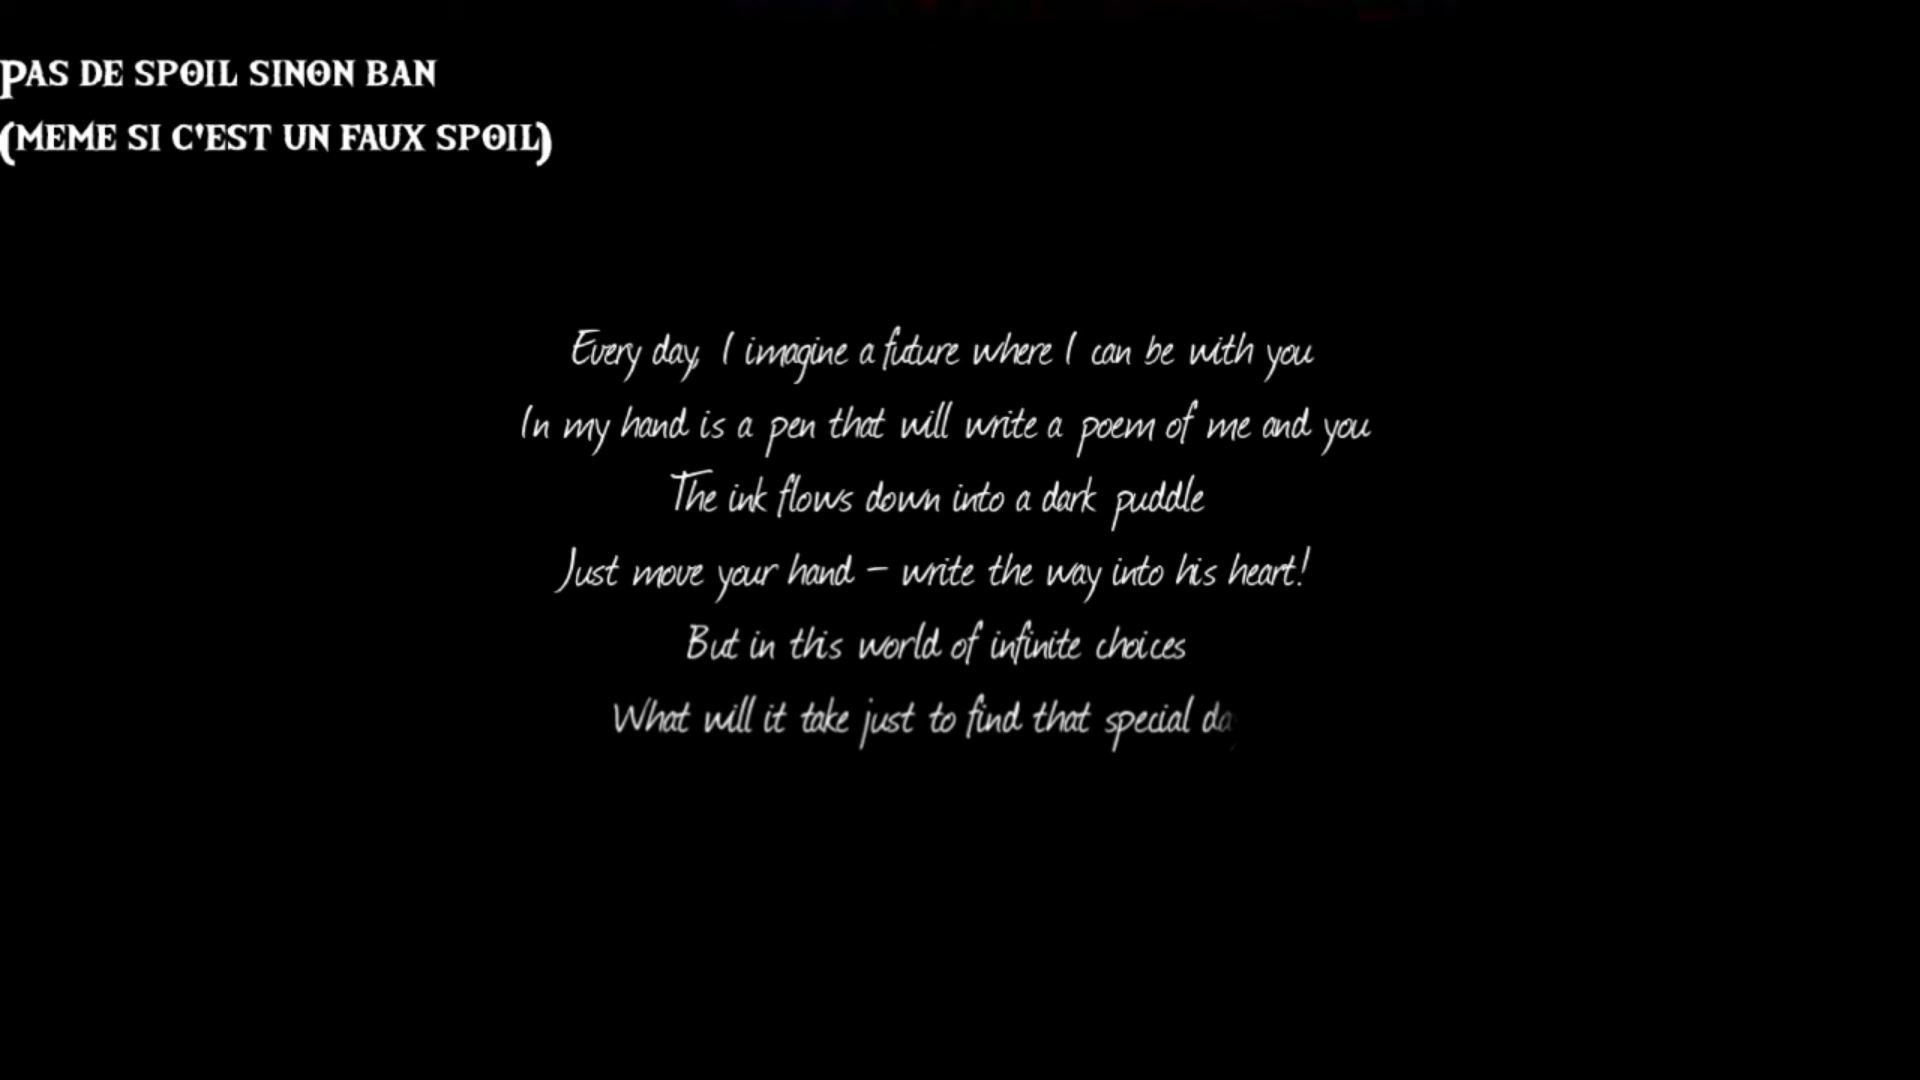 PAS DE SPOIL SINON BAN
(MEME SI C'EST UN FAUX SPOIL)
Every day, I imagine a future where I can be with you
In my hand is a pen that will write a poem of me and you
The ink flows down into a dark puddle
Just move your hand – write the way into his heart!
But in this world of infinite choices
What will it take just to find that special day